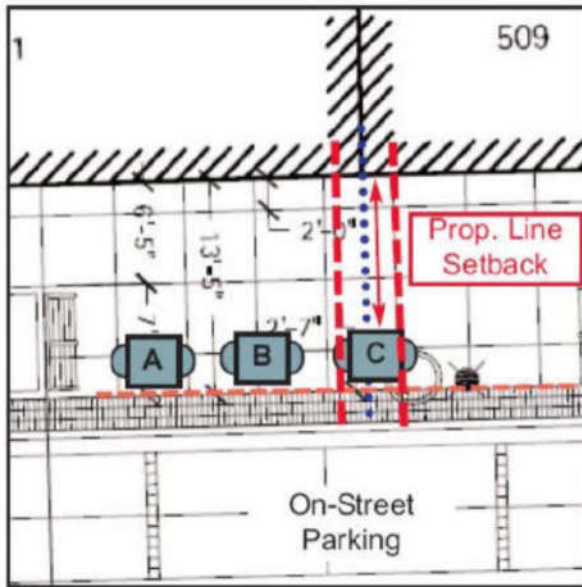 1
509
6'-5"
13'-5"
2'-0"
Prop. Line
Setback
7'
2'-7"
A
B
C
On-Street
Parking